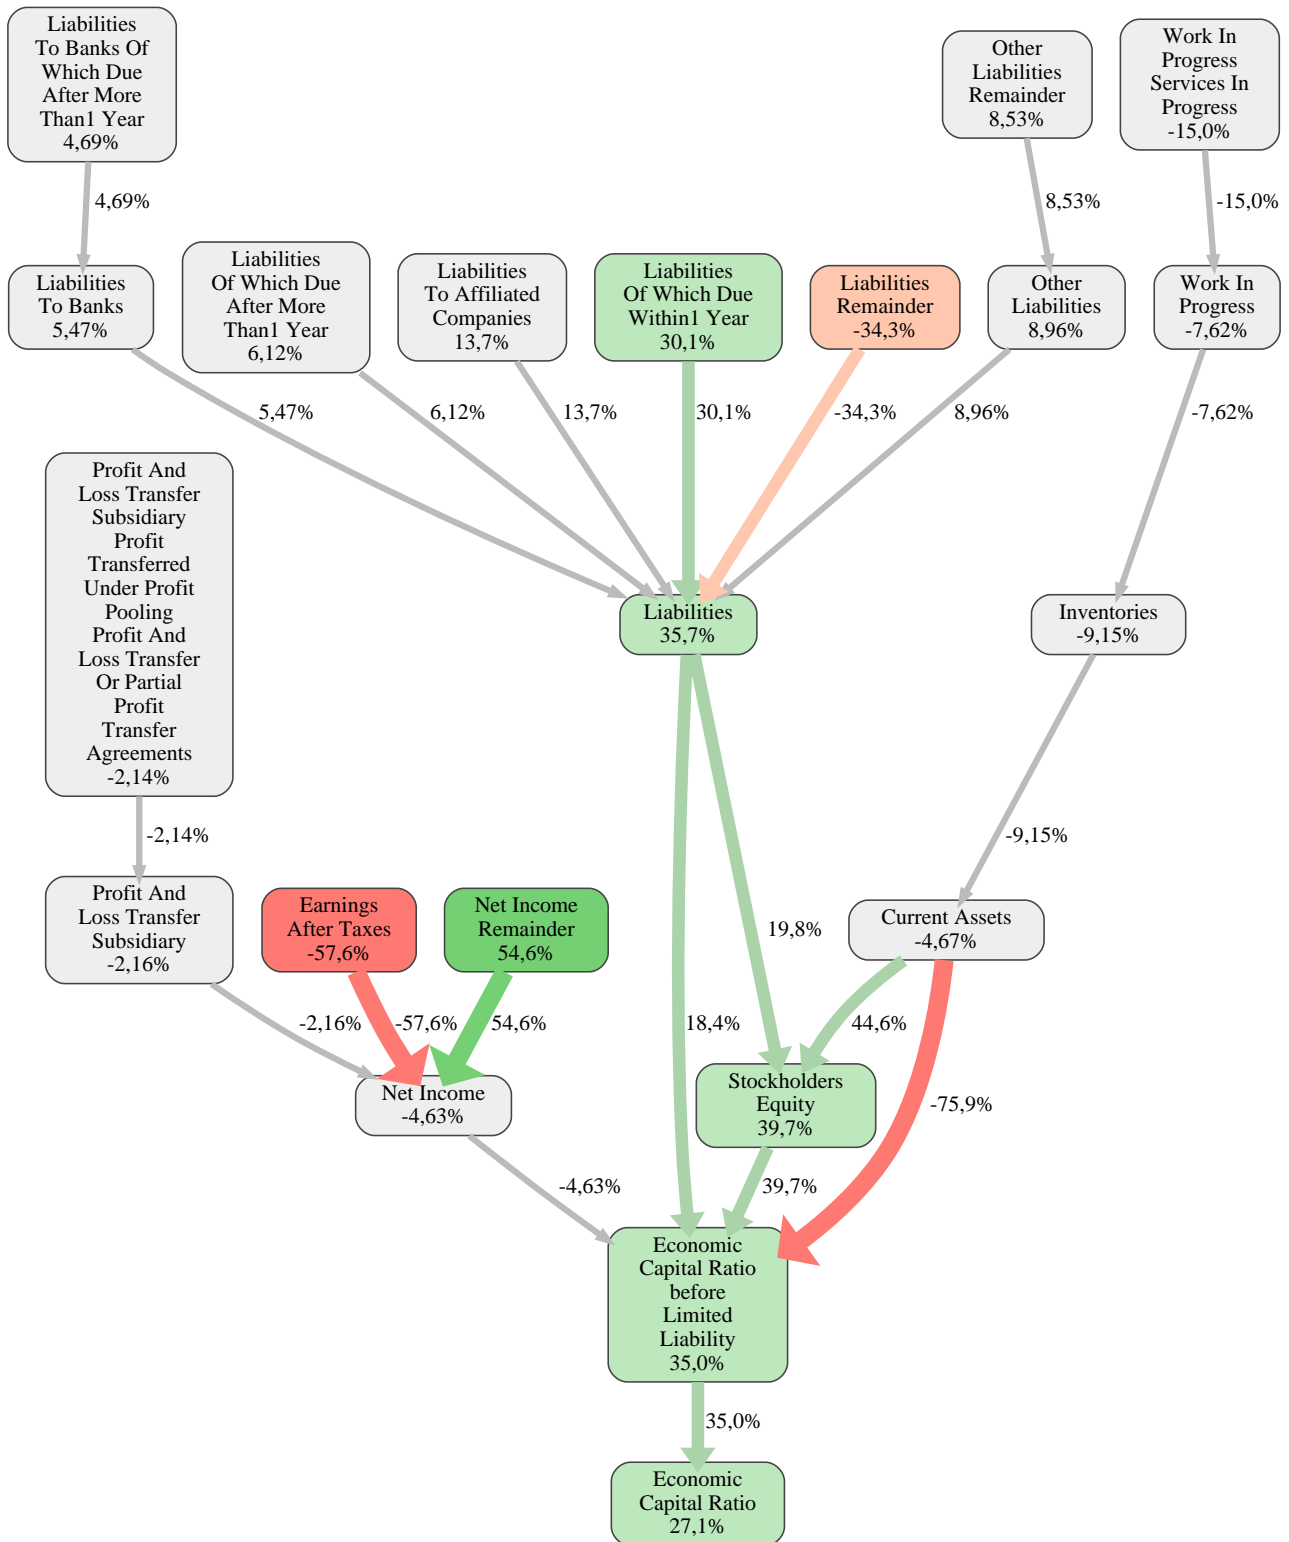 Liabilities
To Banks Of
Which Due
After More
Than1 Year
4,69%
Other
Liabilities
Remainder
8,53%
Work In
Progress
Services In
Progress
-15,0%
4,69%
8,53%
-15,0%
Liabilities
To Banks
5,47%
Liabilities
Of Which Due
After More
Than1 Year
6,12%
Liabilities
To Affiliated
Companies
13,7%
Liabilities
Of Which Due
Within1 Year
30,1%
Liabilities
Remainder
-34,3%
Other
Liabilities
8,96%
Work In
Progress
-7,62%
5,47%
6,12%
13,7%
30,1%
-34,3%
8,96%
-7,62%
Profit And
Loss Transfer
Subsidiary
Profit
Transferred
Under Profit
Pooling
Profit And
Loss Transfer
Or Partial
Profit
Transfer
Agreements
-2,14%
Liabilities
35,7%
Inventories
-9,15%
-2,14%
-9,15%
Profit And
Loss Transfer
Subsidiary
-2,16%
Earnings
After Taxes
-57,6%
Net Income
Remainder
54,6%
19,8%
Current Assets
-4,67%
-2,16%
-57,6%
54,6%
18,4%
44,6%
Net Income
-4,63%
Stockholders
Equity
39,7%
-75,9%
-4,63%
39,7%
Economic
Capital Ratio
before
Limited
Liability
35,0%
35,0%
Economic
Capital Ratio
27,1%